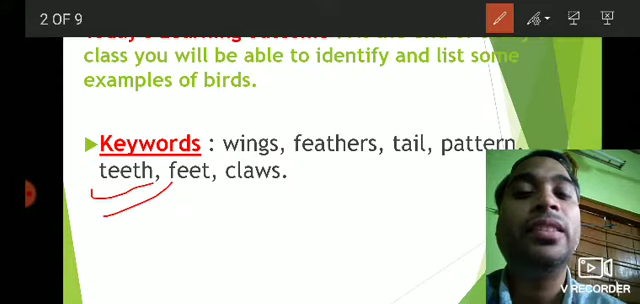 2 OF 9
class you will be able to identify and list some
examples of birds.
Keywords : wings, feathers, tail, pattern,
teeth, feet, claws.
V RECORDER